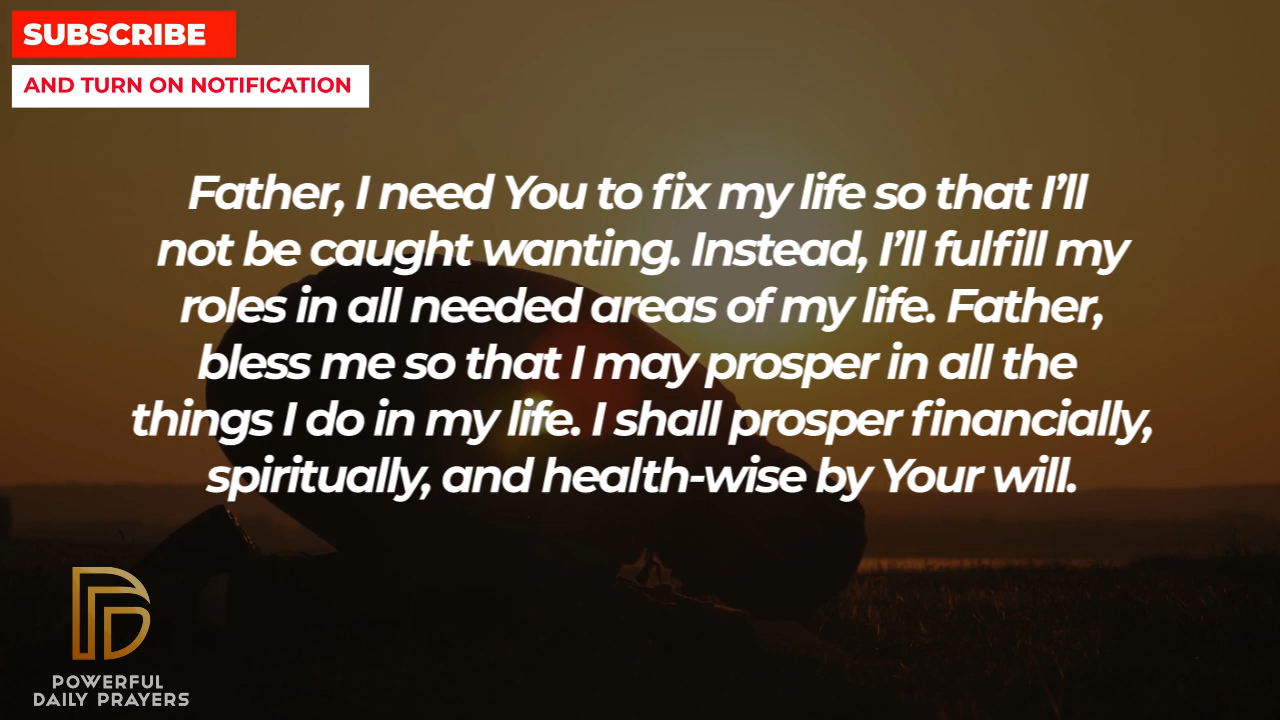 SUBSCRIBE
AND TURN ON NOTIFICATION
Father, I need You to fix my life so that I’ll
not be caught wanting. Instead, I’ll fulfill my
roles in all needed areas of my life. Father,
bless me so that I may prosper in all the
things I do in my life. I shall prosper financially,
spiritually, and health-wise by Your will.
POWERFUL
DAILY PRAYERS